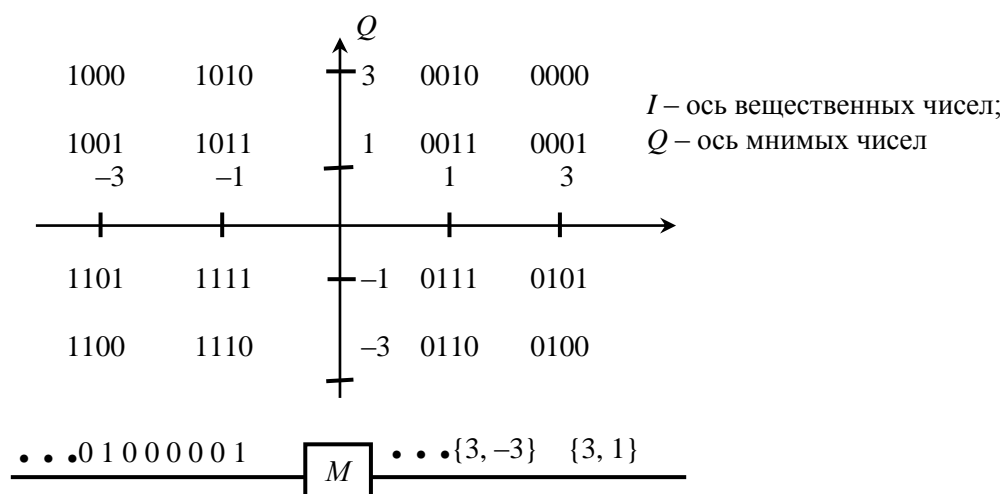 Q
1000 1010 3 0010 0000
I – ось вещественных чисел;
1001 1011 1 0011 0001
Q – ось мнимых чисел
–3 –1 1 3
1101 1111 –1 0111 0101
1100 1110 –3 0110 0100
• • •0 1 0 0 0 0 0 1 M • • •{3, –3} {3, 1}